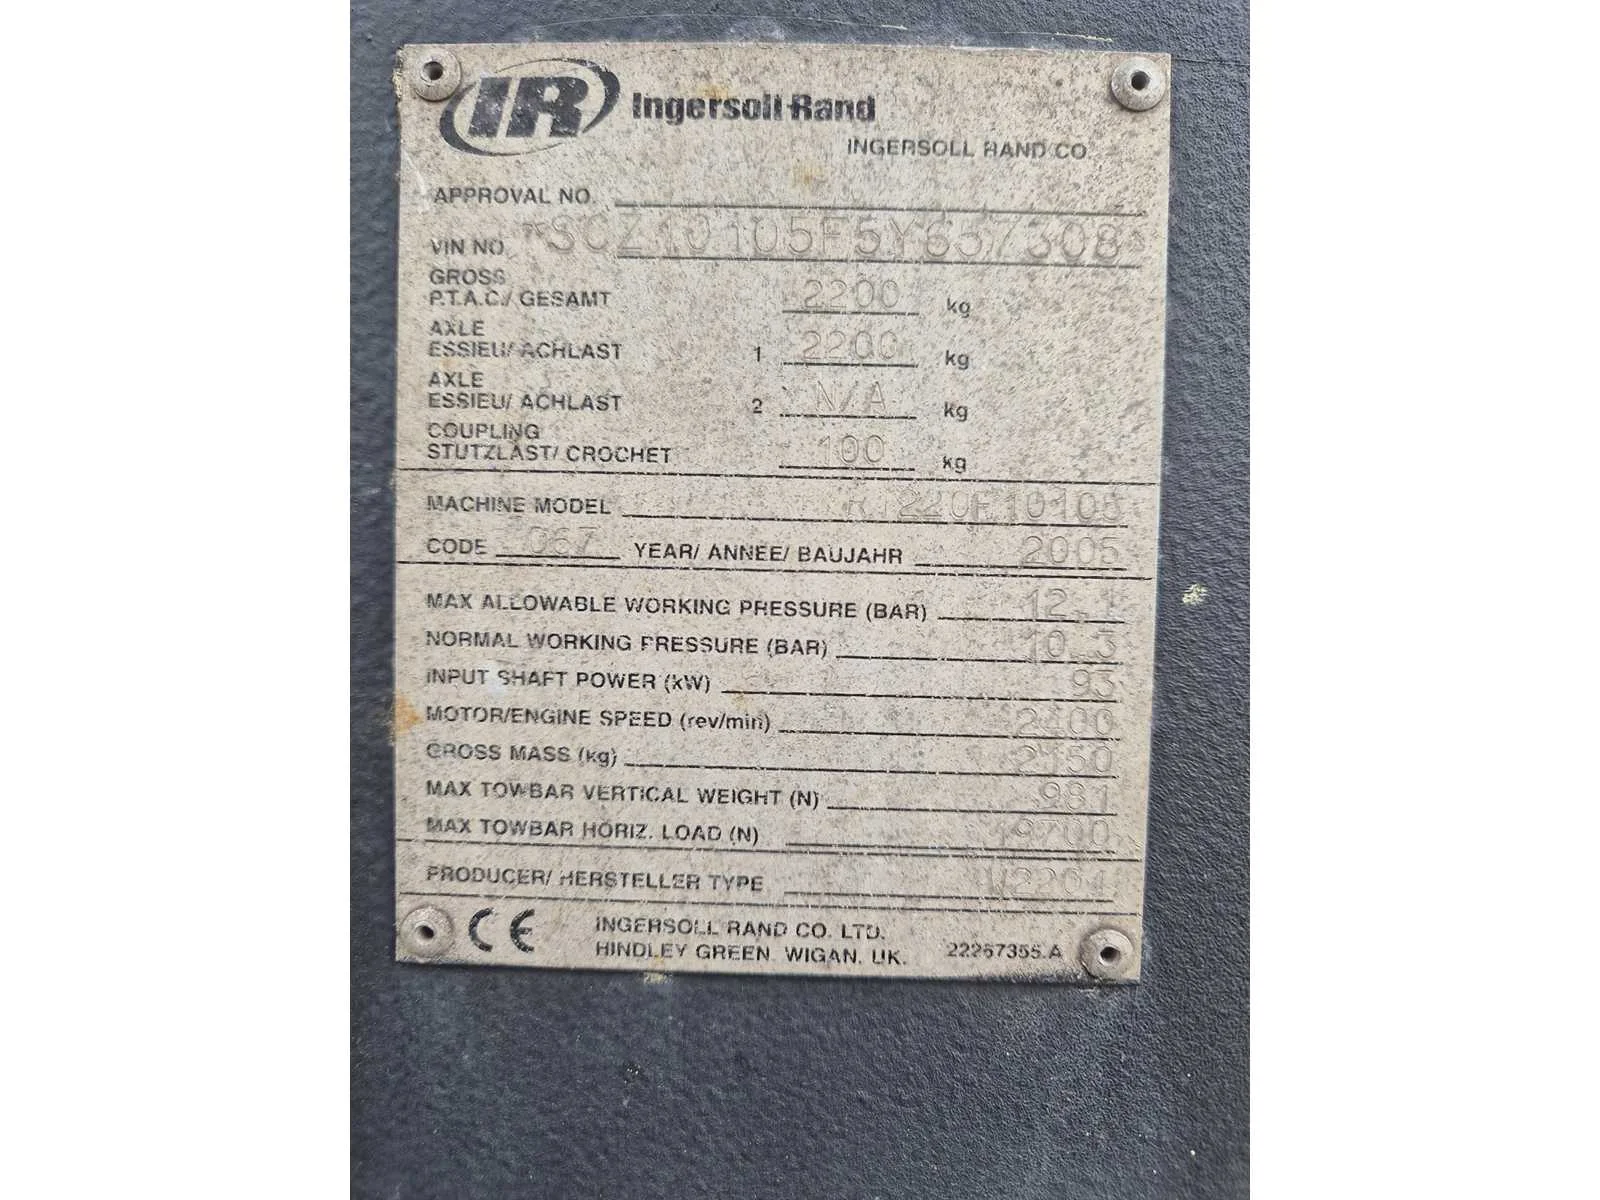 IR Ingersoll-Rand
INGERSOLL RAND CO.
APPROVAL NO.
VIN NO. *SCZ10105F5Y657308*
GROSS
P.T.A.C./ GESAMT 2200 kg
AXLE
ESSIEU/ ACHLAST 1 2200 kg
AXLE
ESSIEU/ ACHLAST 2 N/A kg
COUPLING
STUTZLAST/ CROCHET 100 kg
MACHINE MODEL
CODE 067 YEAR/ ANNEE/ BAUJAHR 2005
MAX ALLOWABLE WORKING PRESSURE (BAR) 12.1
NORMAL WORKING PRESSURE (BAR) 10.3
INPUT SHAFT POWER (kW) 93
MOTOR/ENGINE SPEED (rev/min) 2400
GROSS MASS (kg) 2150
MAX TOWBAR VERTICAL WEIGHT (N) 981
MAX TOWBAR HORIZ. LOAD (N) 19700
PRODUCER/ HERSTELLER TYPE
CE INGERSOLL RAND CO. LTD.
HINDLEY GREEN. WIGAN. UK. 22267355.A